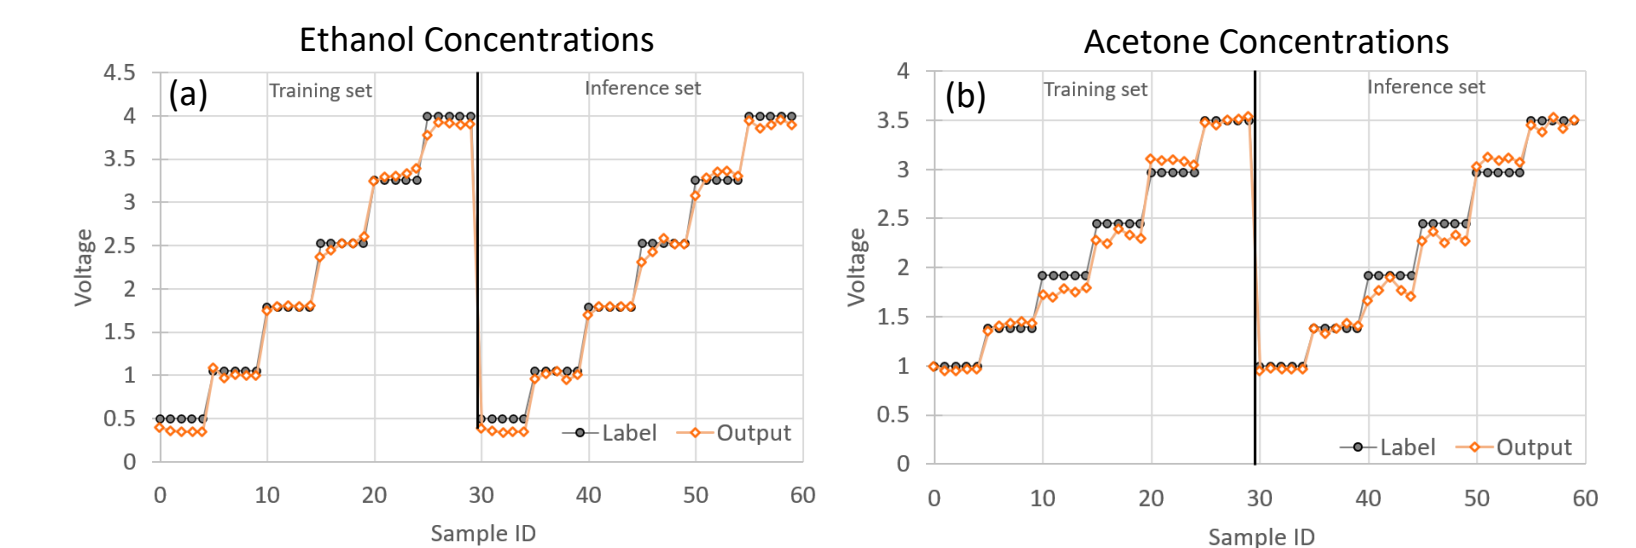 Ethanol Concentrations
(a)
Training set
Inference set
4.5
4
3.5
3
2.5
2
1.5
1
0.5
0
Voltage
Label
Output
0 10 20 30 40 50 60
Sample ID
Acetone Concentrations
(b)
Training set
Inference set
4
3.5
3
2.5
2
1.5
1
0.5
0
Voltage
Label
Output
0 10 20 30 40 50 60
Sample ID